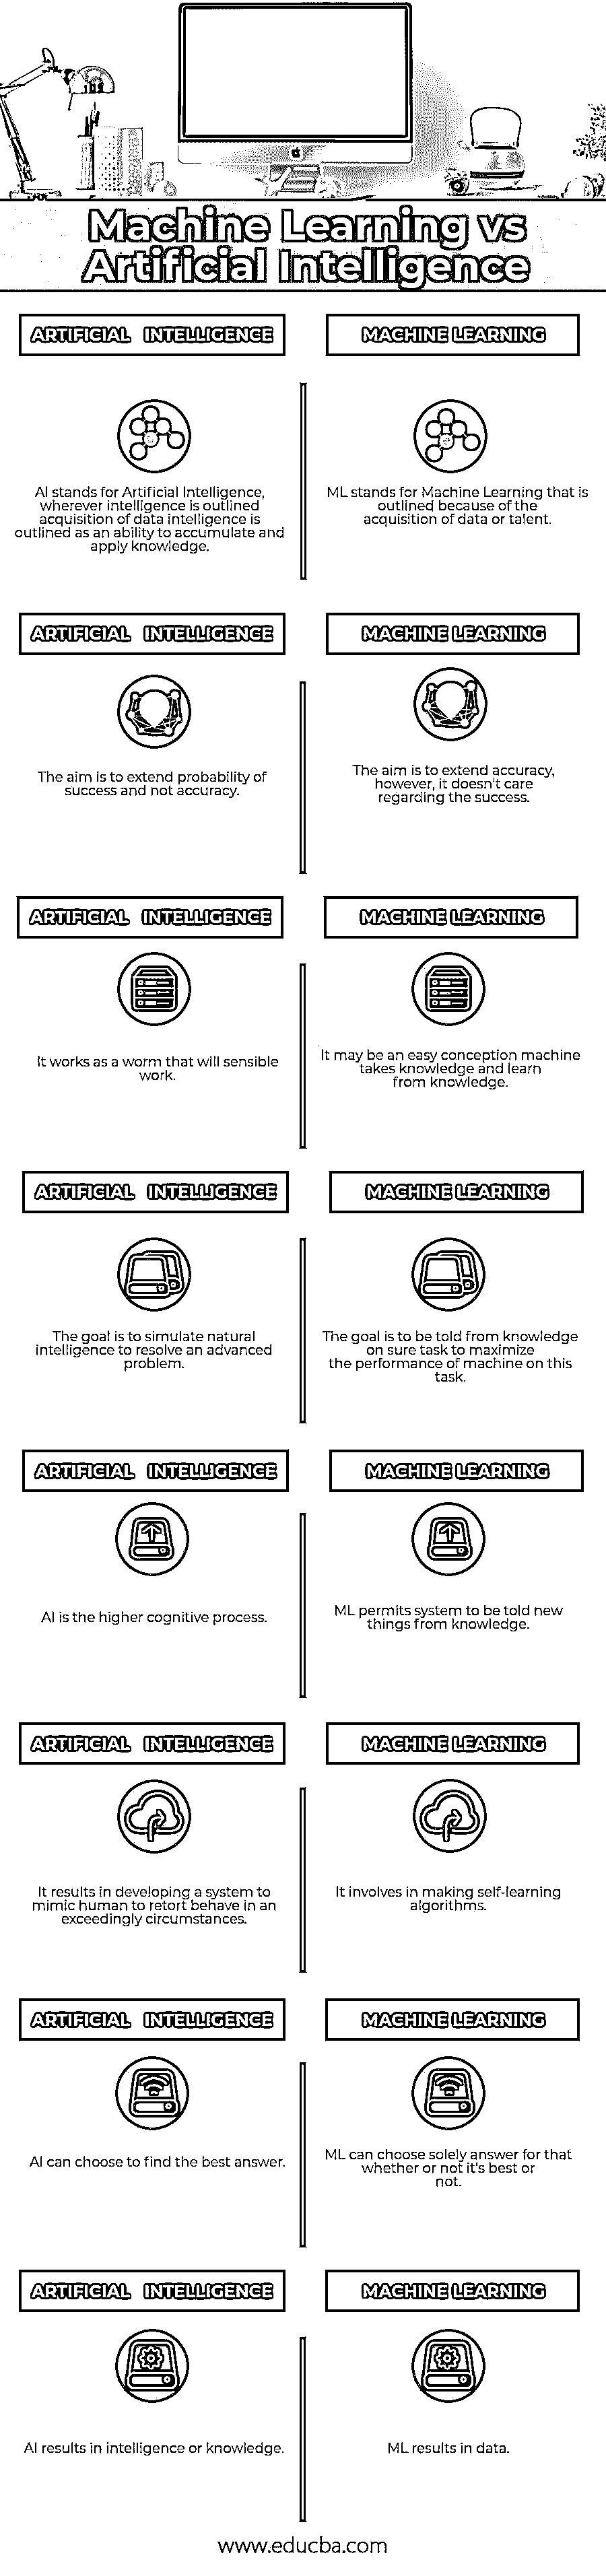 Machine Learning vs
Artificial Intelligence
ARTIFICIAL INTELLIGENCE
MACHINE LEARNING
AI stands for Artificial Intelligence,
wherever intelligence is outlined
acquisition of data intelligence is
outlined as an ability to accumulate and
apply knowledge.
ML stands for Machine Learning that is
outlined because of the
acquisition of data or talent.
ARTIFICIAL INTELLIGENCE
MACHINE LEARNING
The aim is to extend probability of
success and not accuracy.
The aim is to extend accuracy,
however, it doesn't care
regarding the success.
ARTIFICIAL INTELLIGENCE
MACHINE LEARNING
It works as a worm that will sensible
work.
It may be an easy conception machine
takes knowledge and learn
from knowledge.
ARTIFICIAL INTELLIGENCE
MACHINE LEARNING
The goal is to simulate natural
intelligence to resolve an advanced
problem.
The goal is to be told from knowledge
on sure task to maximize
the performance of machine on this
task.
ARTIFICIAL INTELLIGENCE
MACHINE LEARNING
AI is the higher cognitive process.
ML permits system to be told new
things from knowledge.
ARTIFICIAL INTELLIGENCE
MACHINE LEARNING
It results in developing a system to
mimic human to retort behave in an
exceedingly circumstances.
It involves in making self-learning
algorithms.
ARTIFICIAL INTELLIGENCE
MACHINE LEARNING
AI can choose to find the best answer.
ML can choose solely answer for that
whether or not it's best or
not.
ARTIFICIAL INTELLIGENCE
MACHINE LEARNING
AI results in intelligence or knowledge.
ML results in data.
www.educba.com